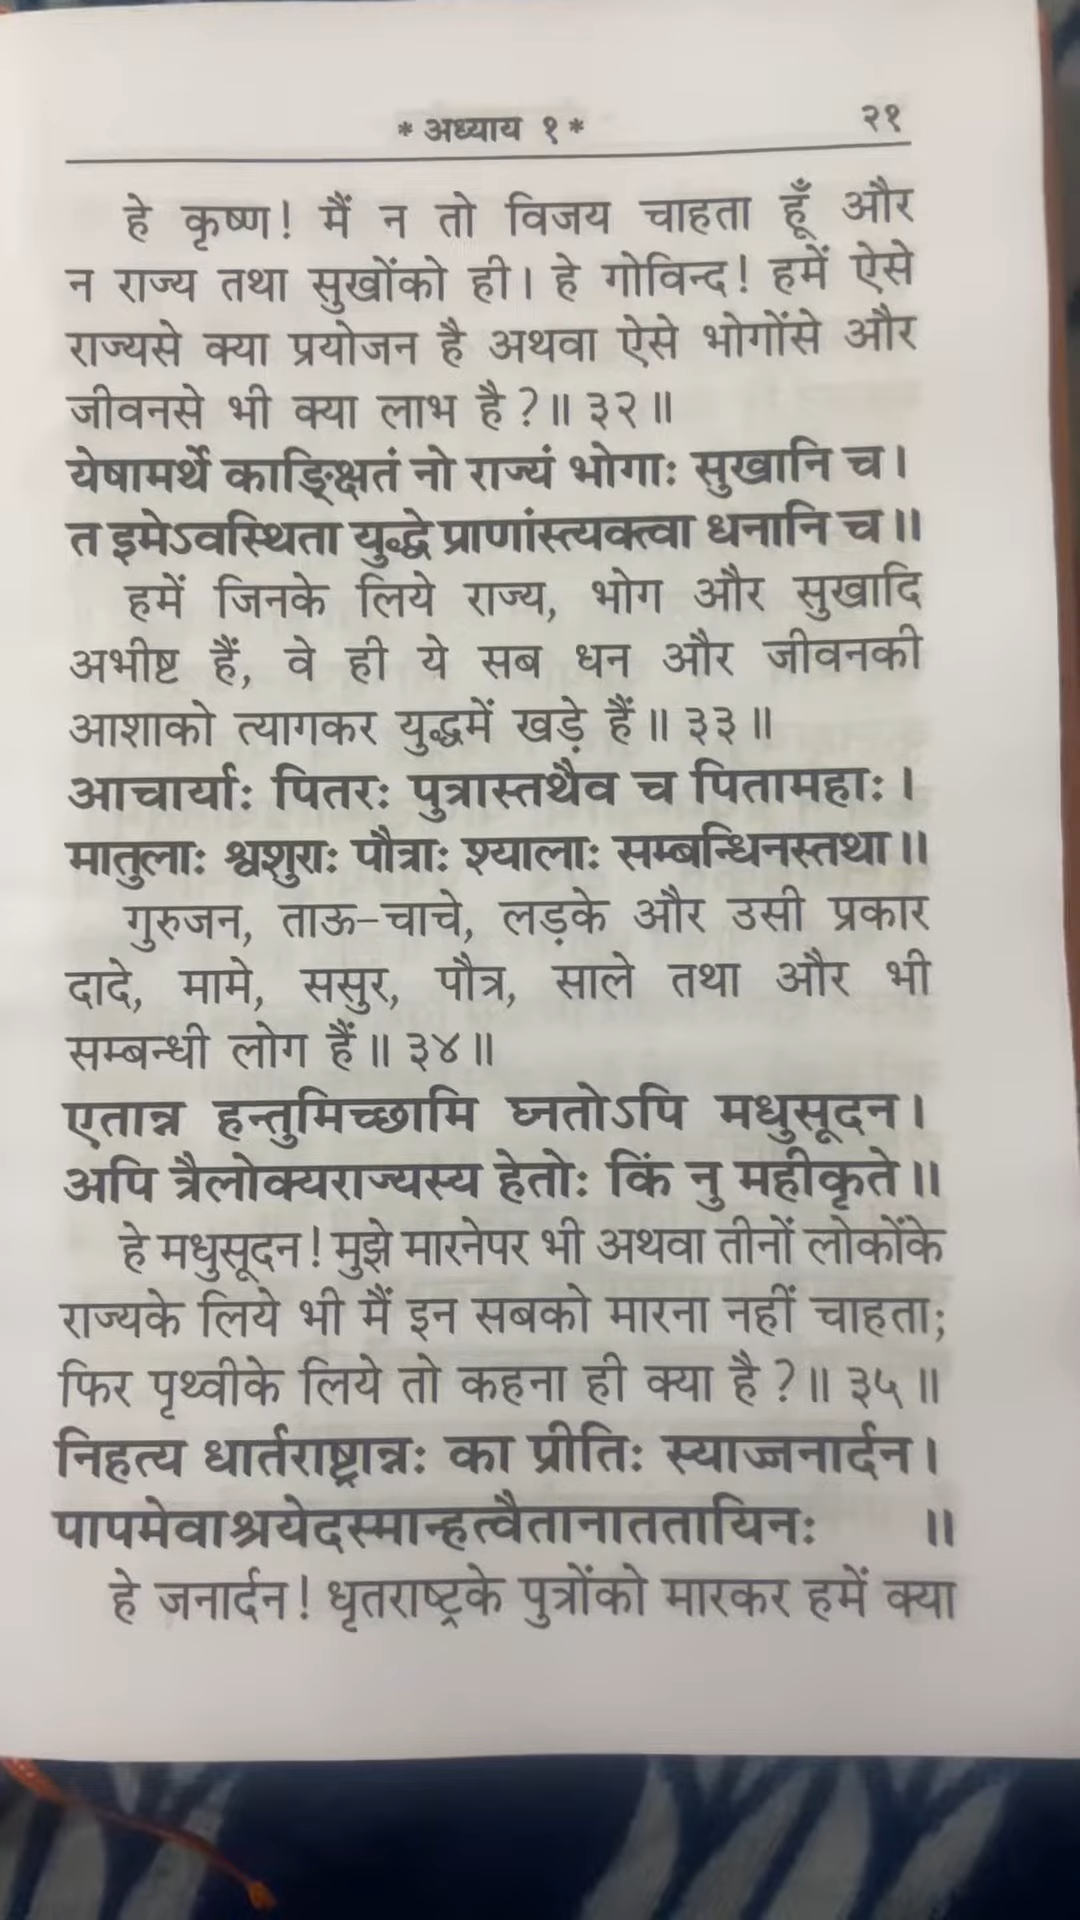 * अध्याय १ *
२१
हे कृष्ण! मैं न तो विजय चाहता हूँ और
न राज्य तथा सुखोंको ही। हे गोविन्द! हमें ऐसे
राज्यसे क्या प्रयोजन है अथवा ऐसे भोगोंसे और
जीवनसे भी क्या लाभ है?॥ ३२॥
येषामर्थे काङ्क्षितं नो राज्यं भोगाः सुखानि च।
त इमेऽवस्थिता युद्धे प्राणांस्त्यक्त्वा धनानि च॥
हमें जिनके लिये राज्य, भोग और सुखादि
अभीष्ट हैं, वे ही ये सब धन और जीवनकी
आशाको त्यागकर युद्धमें खड़े हैं॥ ३३॥
आचार्याः पितरः पुत्रास्तथैव च पितामहाः।
मातुलाः श्वशुराः पौत्राः श्यालाः सम्बन्धिनस्तथा॥
गुरुजन, ताऊ-चाचे, लड़के और उसी प्रकार
दादे, मामे, ससुर, पौत्र, साले तथा और भी
सम्बन्धी लोग हैं॥ ३४॥
एतान्न हन्तुमिच्छामि घ्नतोऽपि मधुसूदन।
अपि त्रैलोक्यराज्यस्य हेतोः किं नु महीकृते॥
हे मधुसूदन! मुझे मारनेपर भी अथवा तीनों लोकोंके
राज्यके लिये भी मैं इन सबको मारना नहीं चाहता;
फिर पृथ्वीके लिये तो कहना ही क्या है?॥ ३५॥
निहत्य धार्तराष्ट्रान्नः का प्रीतिः स्याज्जनार्दन।
पापमेवाश्रयेदस्मान्हत्वैतानाततायिनः ॥
हे जनार्दन! धृतराष्ट्रके पुत्रोंको मारकर हमें क्या